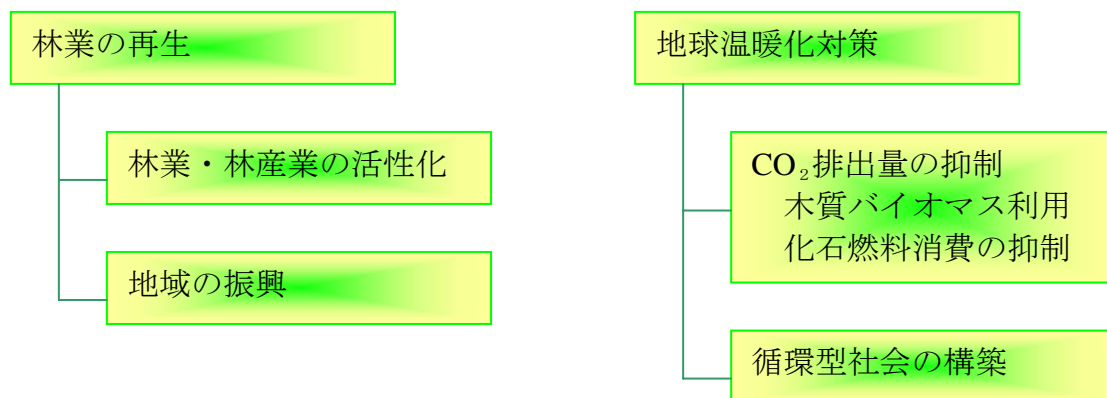 林業の再生
林業・林産業の活性化
地域の振興
地球温暖化対策
CO₂排出量の抑制
木質バイオマス利用
化石燃料消費の抑制
循環型社会の構築